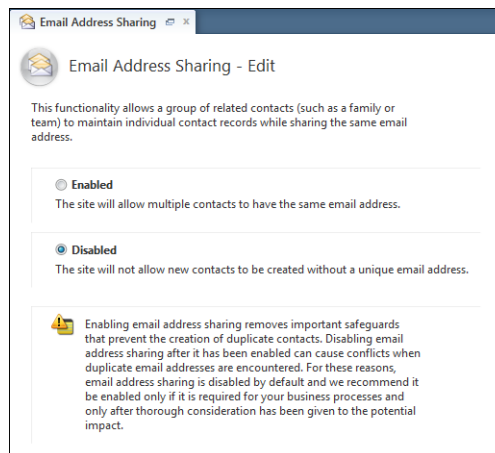 Email Address Sharing
Email Address Sharing - Edit
This functionality allows a group of related contacts (such as a family or
team) to maintain individual contact records while sharing the same email
address.
Enabled
The site will allow multiple contacts to have the same email address.
Disabled
The site will not allow new contacts to be created without a unique email address.
Enabling email address sharing removes important safeguards
that prevent the creation of duplicate contacts. Disabling email
address sharing after it has been enabled can cause conflicts when
duplicate email addresses are encountered. For these reasons,
email address sharing is disabled by default and we recommend it
be enabled only if it is required for your business processes and
only after thorough consideration has been given to the potential
impact.